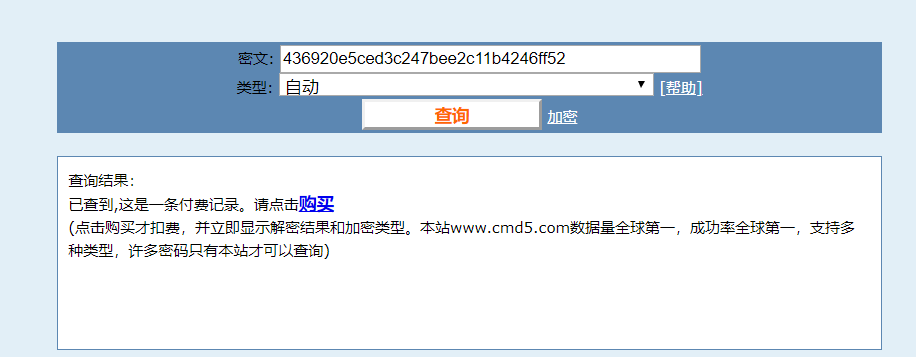 密文: 436920e5ced3c247bee2c11b4246ff52
类型: 自动 [帮助]
查询 加密
查询结果：
已查到,这是一条付费记录。请点击购买
(点击购买才扣费，并立即显示解密结果和加密类型。本站www.cmd5.com数据量全球第一，成功率全球第一，支持多
种类型，许多密码只有本站才可以查询)